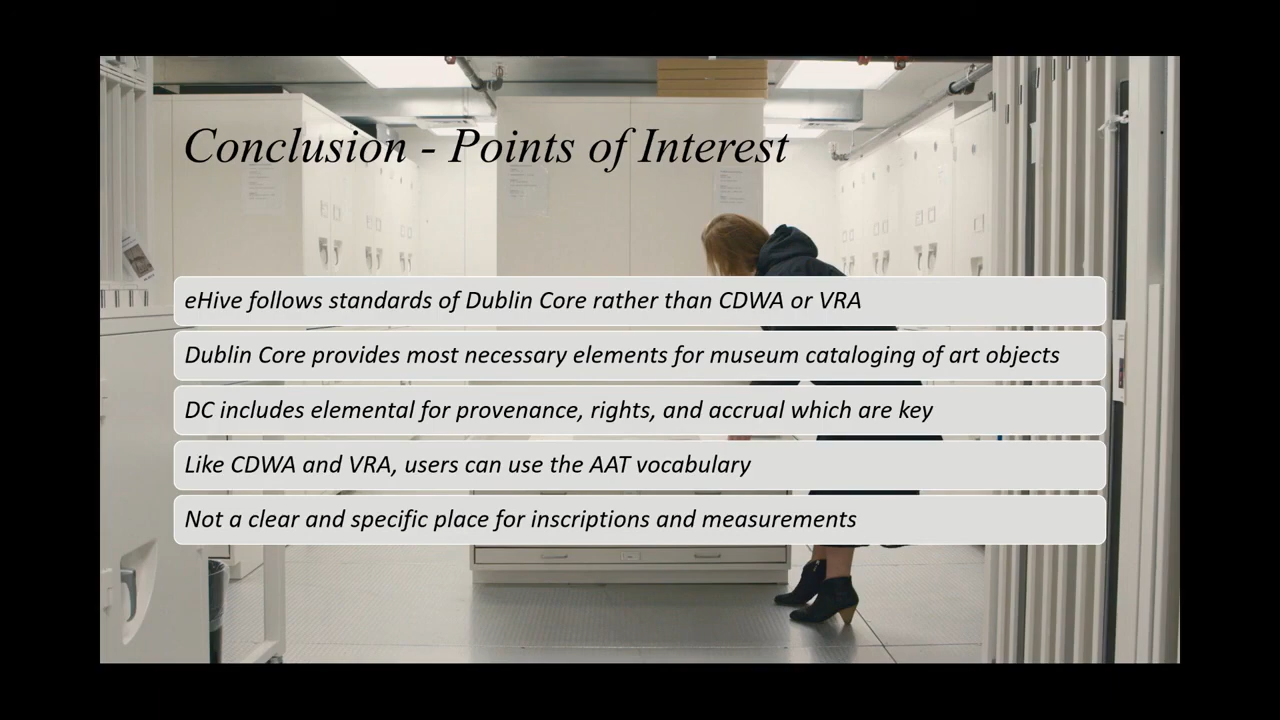 Conclusion - Points of Interest
eHive follows standards of Dublin Core rather than CDWA or VRA
Dublin Core provides most necessary elements for museum cataloging of art objects
DC includes elemental for provenance, rights, and accrual which are key
Like CDWA and VRA, users can use the AAT vocabulary
Not a clear and specific place for inscriptions and measurements